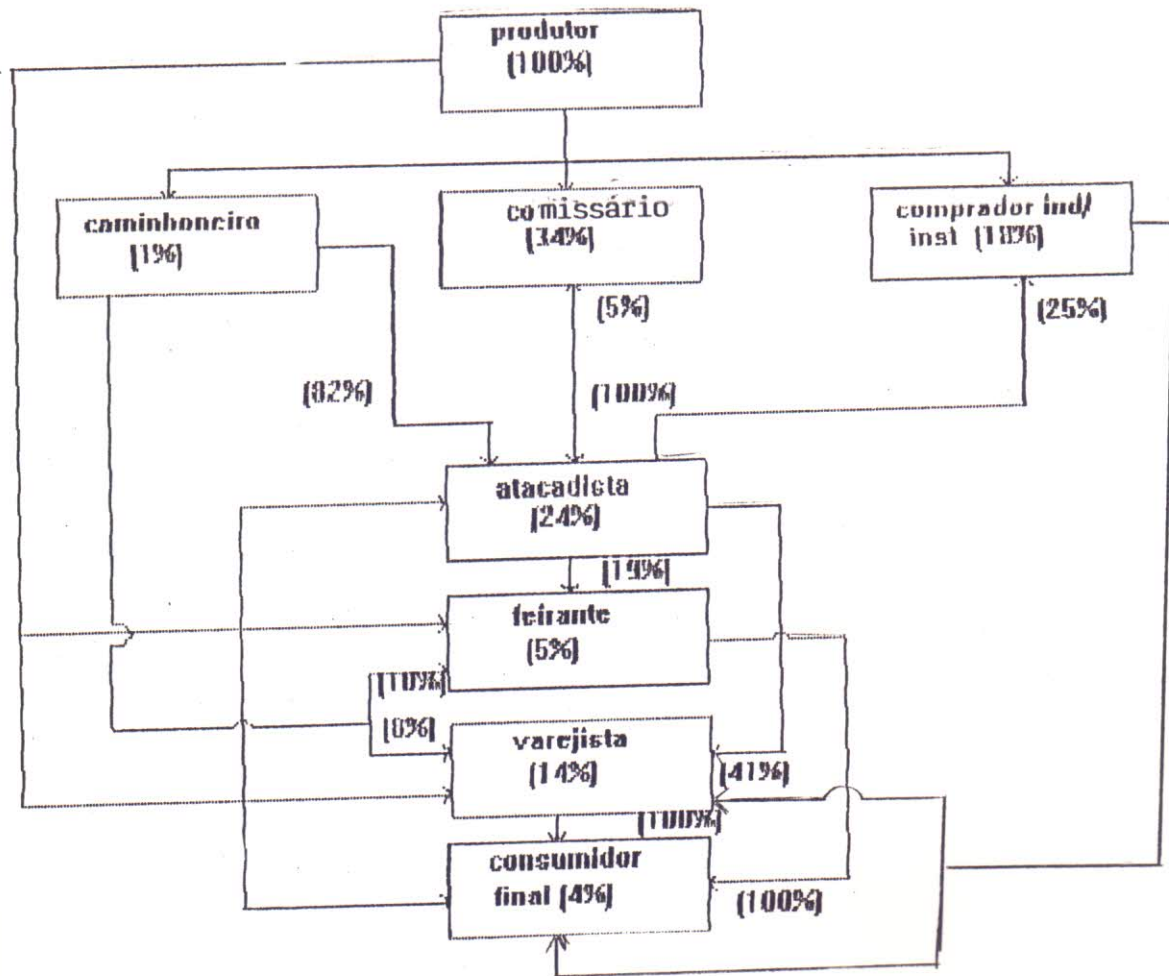 produtor
(100%)
caminhoneiro
(1%)
comissário
(34%)
comprador ind/
inst (18%)
(5%)
(25%)
(82%)
(100%)
atacadista
(24%)
(19%)
feirante
(5%)
(10%)
(8%)
varejista
(14%)
(41%)
(100%)
consumidor
final (4%)
(100%)